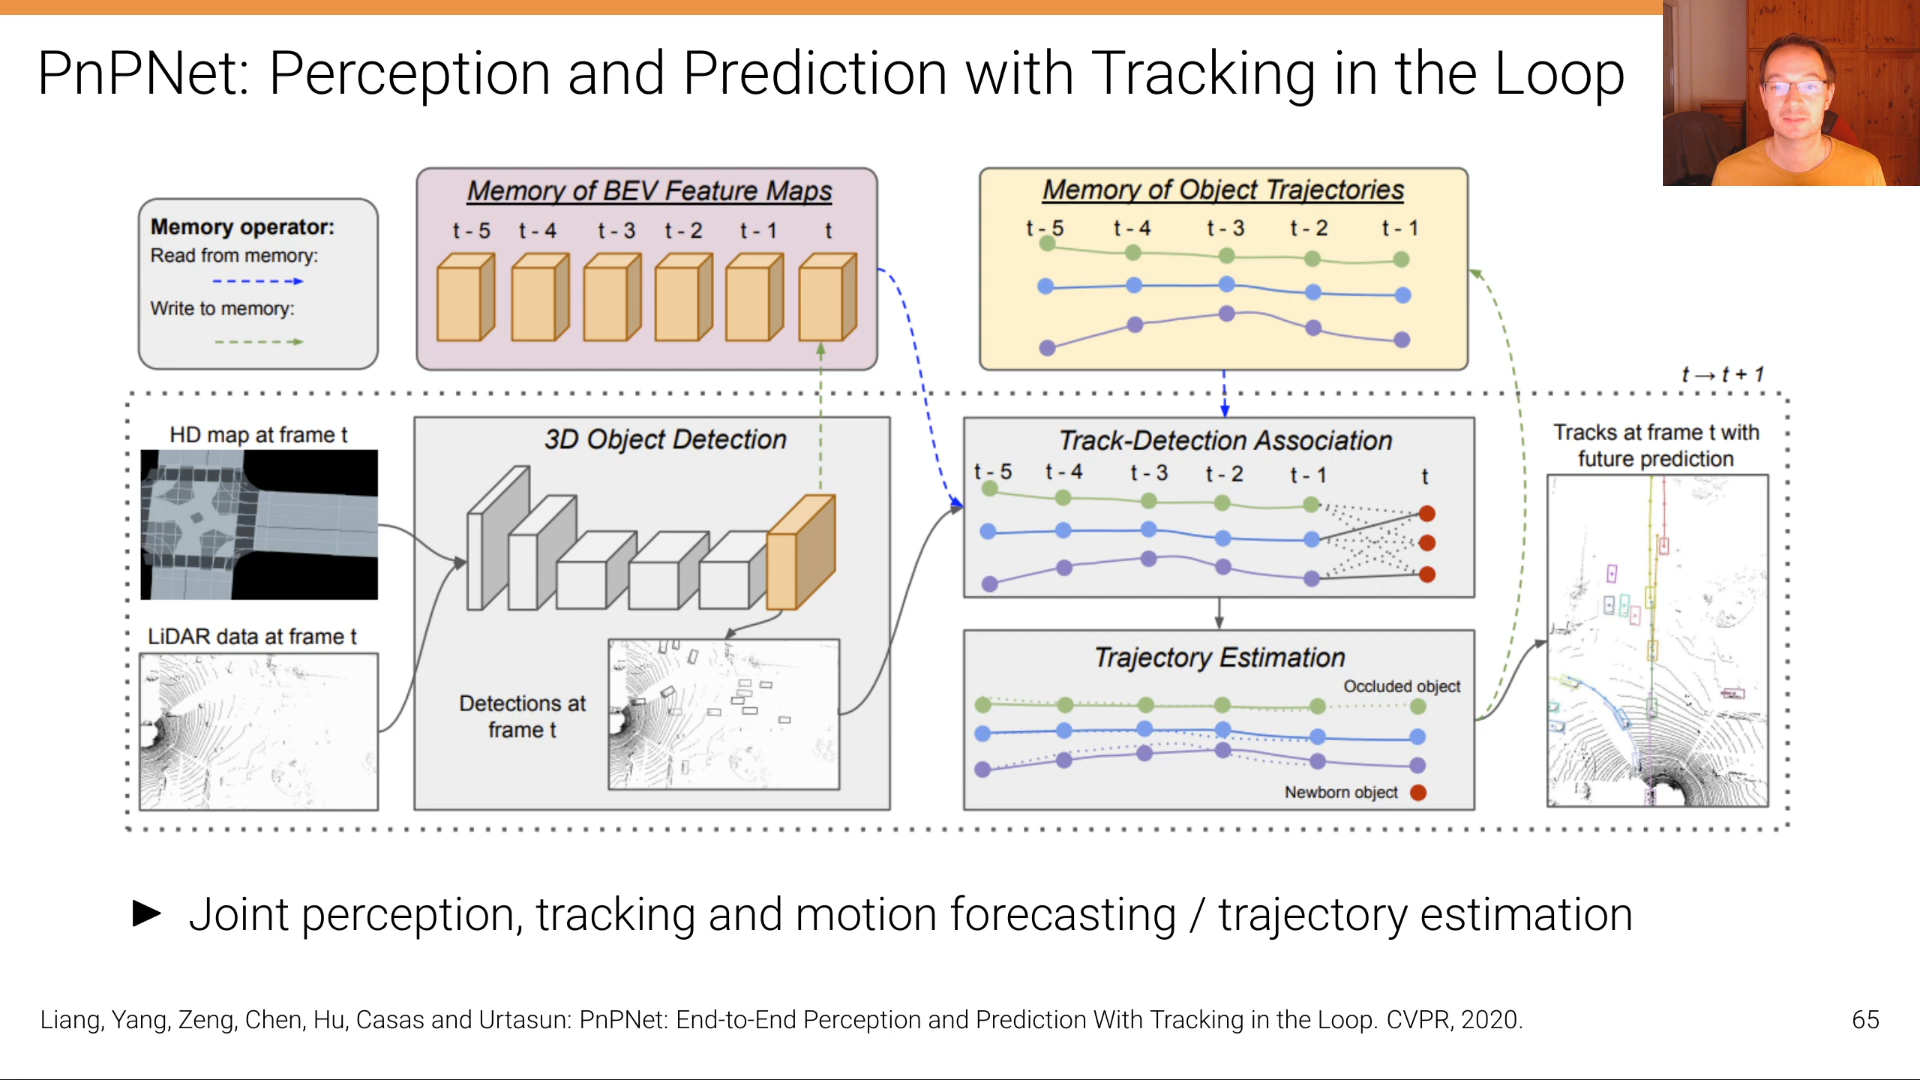 PnPNet: Perception and Prediction with Tracking in the Loop
Memory operator:
Read from memory:
Write to memory:
Memory of BEV Feature Maps
t - 5 t - 4 t - 3 t - 2 t - 1 t
Memory of Object Trajectories
t - 5 t - 4 t - 3 t - 2 t - 1
t → t + 1
HD map at frame t
LiDAR data at frame t
3D Object Detection
Detections at
frame t
Track-Detection Association
t - 5 t - 4 t - 3 t - 2 t - 1 t
Trajectory Estimation
Occluded object
Newborn object
Tracks at frame t with
future prediction
► Joint perception, tracking and motion forecasting / trajectory estimation
Liang, Yang, Zeng, Chen, Hu, Casas and Urtasun: PnPNet: End-to-End Perception and Prediction With Tracking in the Loop. CVPR, 2020.
65